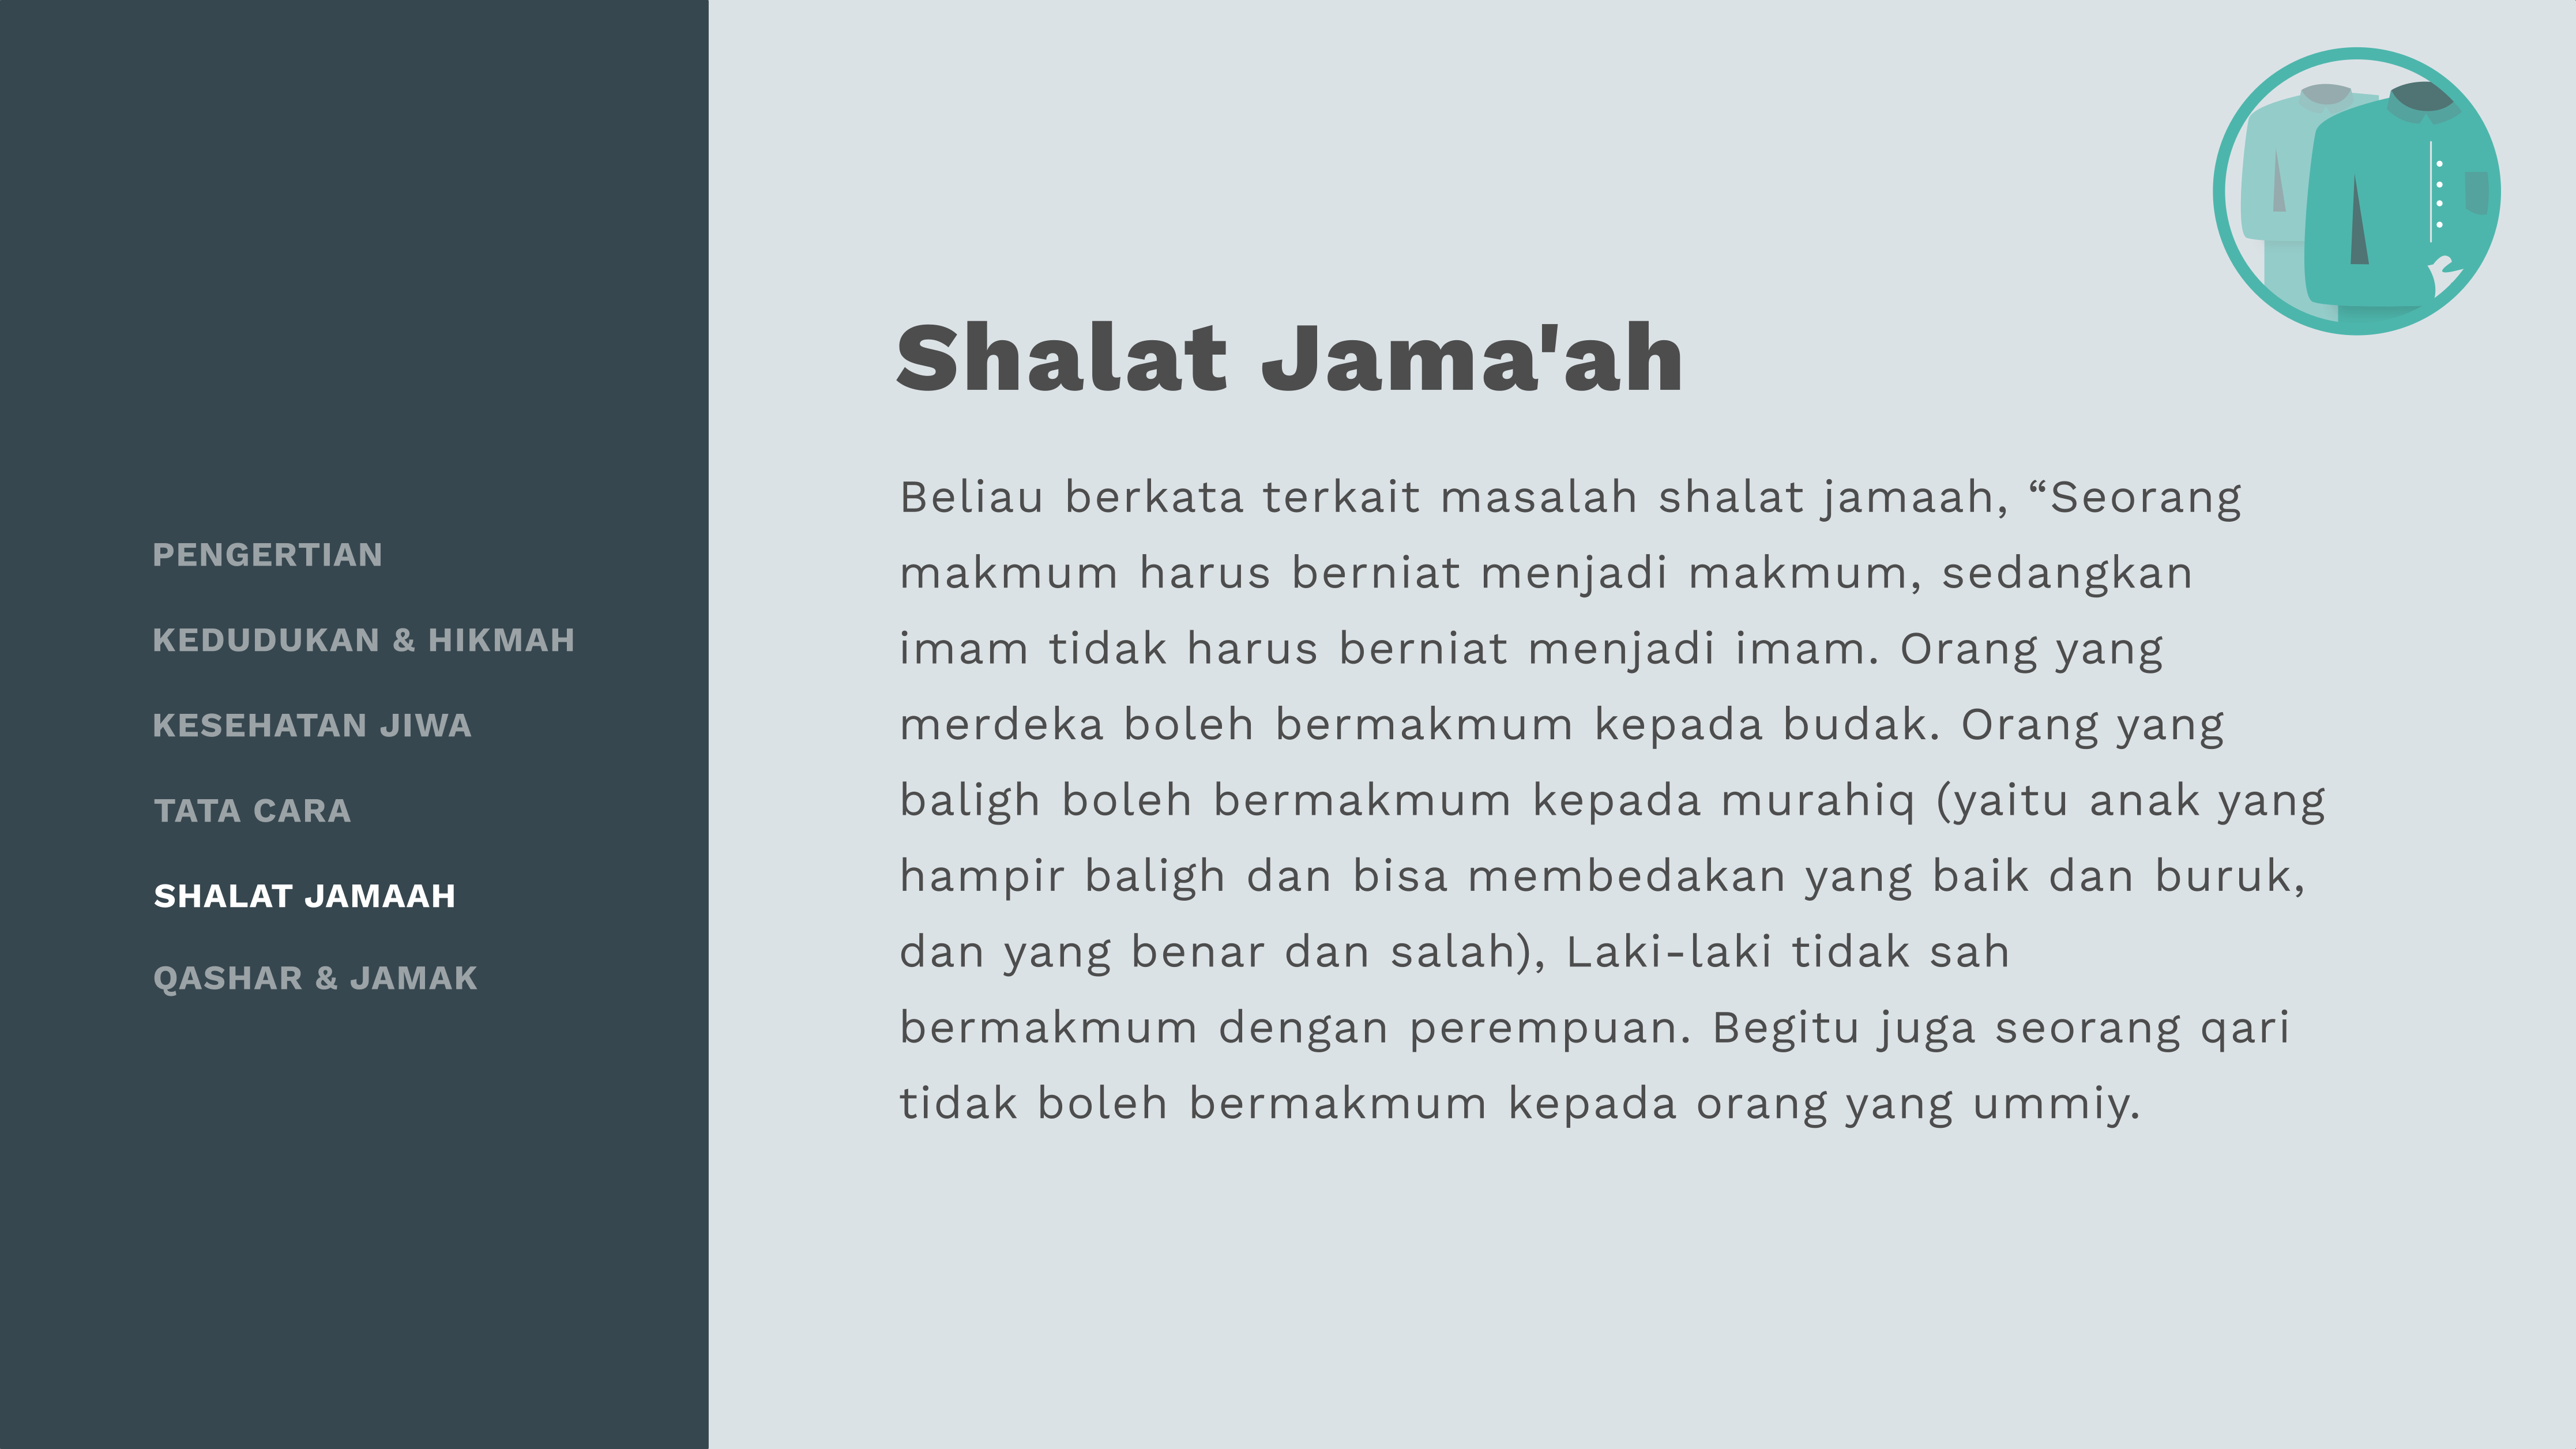 PENGERTIAN
KEDUDUKAN & HIKMAH
KESEHATAN JIWA
TATA CARA
SHALAT JAMAAH
QASHAR & JAMAK
Shalat Jama'ah
Beliau berkata terkait masalah shalat jamaah, “Seorang
makmum harus berniat menjadi makmum, sedangkan
imam tidak harus berniat menjadi imam. Orang yang
merdeka boleh bermakmum kepada budak. Orang yang
baligh boleh bermakmum kepada murahiq (yaitu anak yang
hampir baligh dan bisa membedakan yang baik dan buruk,
dan yang benar dan salah), Laki-laki tidak sah
bermakmum dengan perempuan. Begitu juga seorang qari
tidak boleh bermakmum kepada orang yang ummiy.